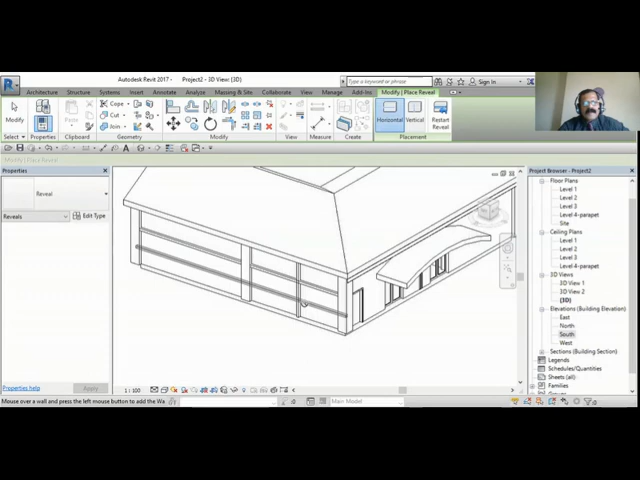 Autodesk Revit 2017 - Project2 - 3D View: {3D}
Type a keyword or phrase
Sign In
Architecture Structure Systems Insert Annotate Analyze Massing & Site Collaborate View Manage Add-Ins Modify | Place Reveal
Modify
Properties
Paste
Cope
Cut
Join
Horizontal
Vertical
Restart
Reveal
Select
Properties
Clipboard
Geometry
Modify
View
Measure
Create
Placement
Modify | Place Reveal
Properties
Reveal
Reveals
Edit Type
Properties help
Apply
1 : 100
Project Browser - Project2
Floor Plans
Level 1
Level 2
Level 3
Level 4-parapet
Site
Ceiling Plans
Level 1
Level 2
Level 3
Level 4-parapet
3D Views
3D View 1
3D View 2
{3D}
Elevations (Building Elevation)
East
North
South
West
Sections (Building Section)
Legends
Schedules/Quantities
Sheets (all)
Families
Mouse over a wall and press the left mouse button to add the Wa
:0
Main Model
:0